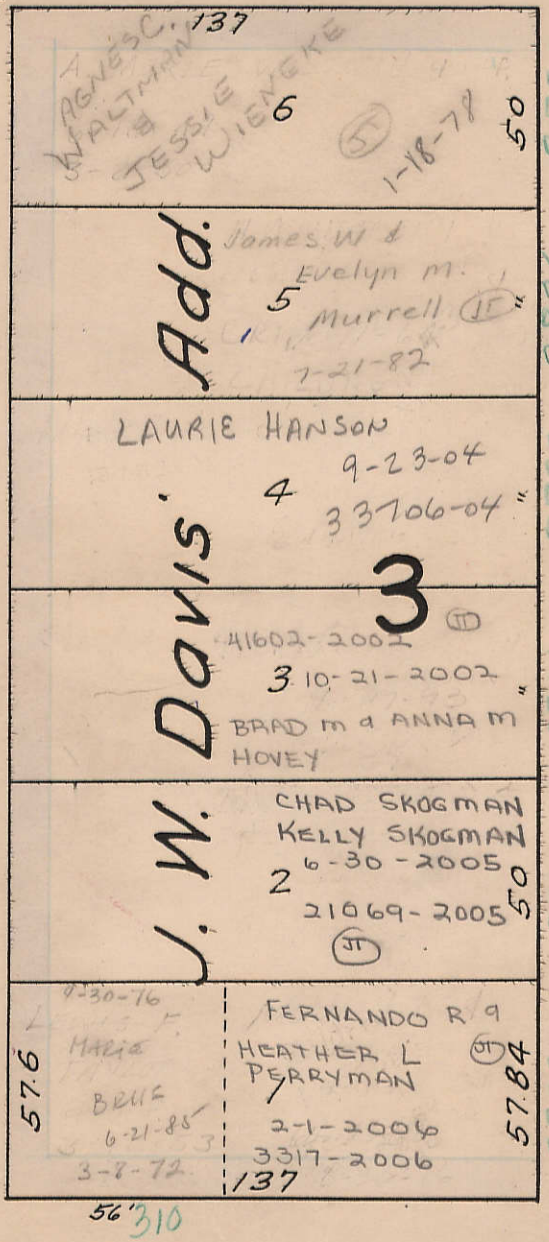 137
AGNES C.
WALTMAN
&
JESSIE
WIENEKE
6
JT
1-18-78
50
James W &
Evelyn M.
5
Murrell JT
"
7-21-82
LAURIE HANSON
9-23-04
4
33706-04
"
3
JT
41602-2002
3 10-21-2002
"
BRAD M & ANNA M
HOVEY
CHAD SKOGMAN
KELLY SKOGMAN
6-30-2005
2
21069-2005
50
JT
J. W. Davis' Add.
57.6
9-30-76
MARIE
6-21-85
3-8-72
FERNANDO R &
HEATHER L
JT
PERRYMAN
1
2-1-2006
3317-2006
57.84
137
56'
310